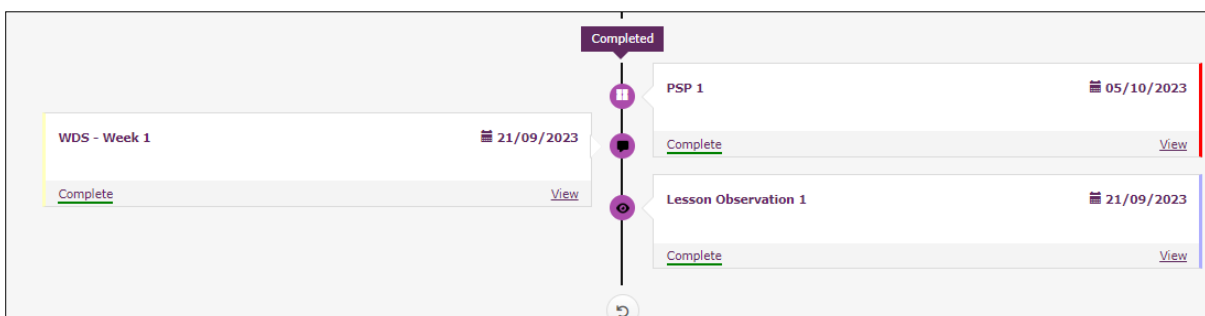 Completed
PSP 1 05/10/2023
Complete View
WDS - Week 1 21/09/2023
Complete View
Lesson Observation 1 21/09/2023
Complete View